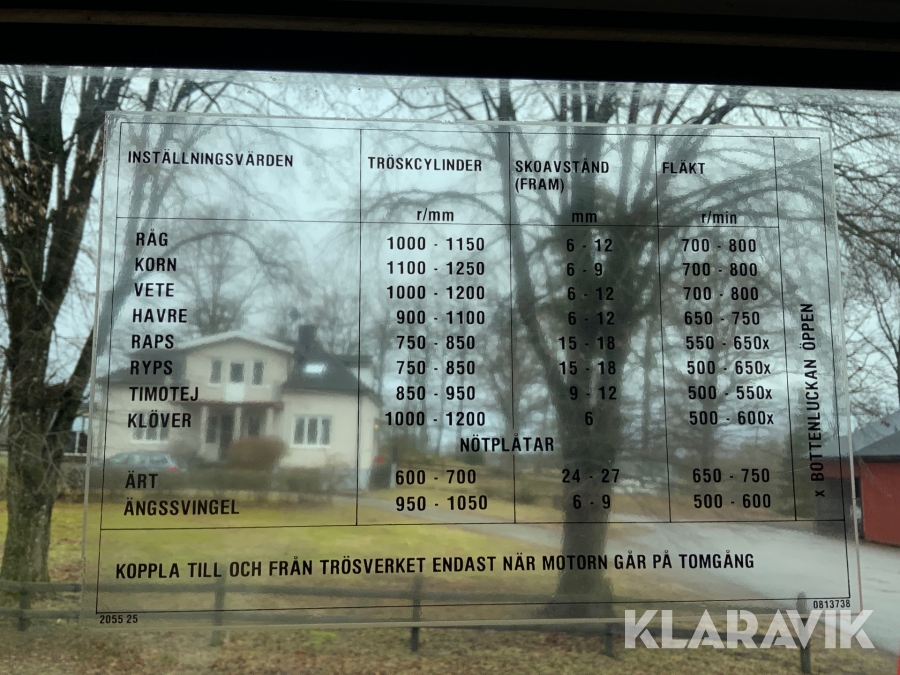 INSTÄLLNINGSVÄRDEN TRÖSKCYLINDER SKOAVSTÅND FLÄKT
(FRAM)
r/mm mm r/min
RÅG 1000 - 1150 6 - 12 700 - 800
KORN 1100 - 1250 6 - 9 700 - 800
VETE 1000 - 1200 6 - 12 700 - 800
HAVRE 900 - 1100 6 - 12 650 - 750
RAPS 750 - 850 15 - 18 550 - 650x
RYPS 750 - 850 15 - 18 500 - 650x
TIMOTEJ 850 - 950 9 - 12 500 - 550x
KLÖVER 1000 - 1200 6 500 - 600x
NÖTPLÅTAR
ÄRT 600 - 700 24 - 27 650 - 750
ÄNGSSVINGEL 950 - 1050 6 - 9 500 - 600
x BOTTENLUCKAN ÖPPEN
KOPPLA TILL OCH FRÅN TRÖSVERKET ENDAST NÄR MOTORN GÅR PÅ TOMGÅNG
2055 25 0813738
KLARAVIK